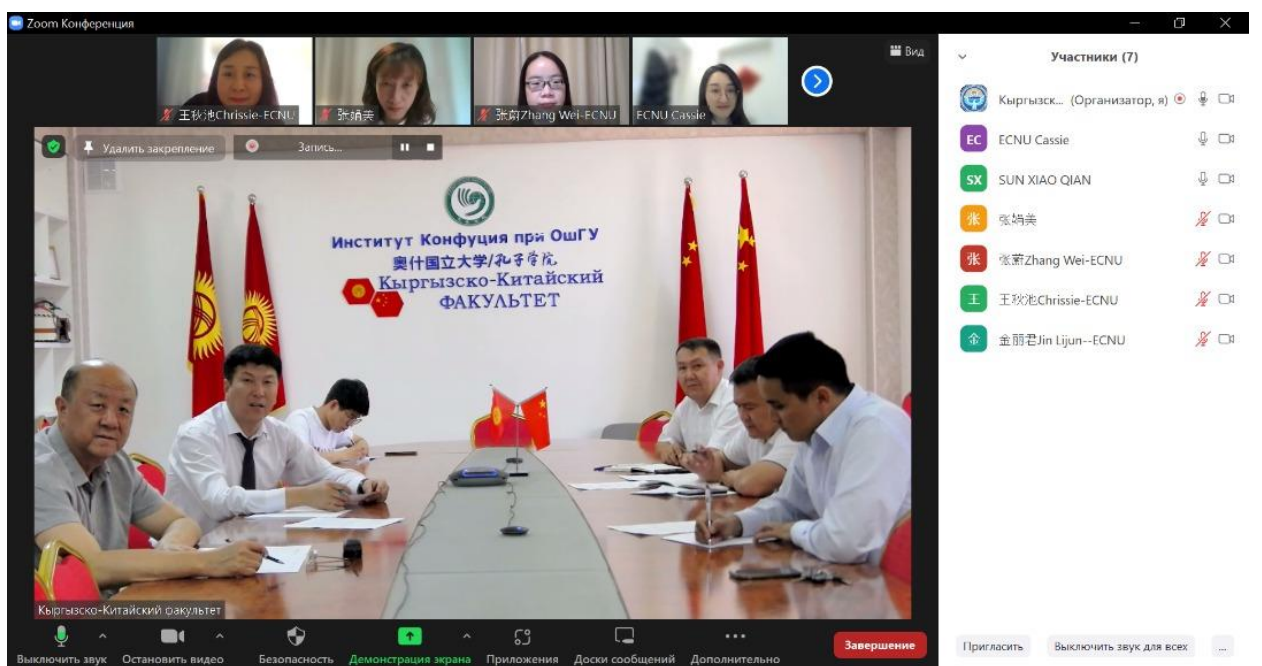 Zoom Конференция
Вид
王秋池Chrissie-ECNU
张娟美
张蔚Zhang Wei-ECNU
ECNU Cassie
Удалить закрепление
Запись...
Институт Конфуция при ОшГУ
奥什国立大学/孔子学院
Кыргызско-Китайский
ФАКУЛЬТЕТ
Кыргызско-Китайский факультет
Выключить звук
Остановить видео
Безопасность
Демонстрация экрана
Приложения
Доски сообщений
Дополнительно
Завершение
Участники (7)
Кыргызск... (Организатор, я)
EC ECNU Cassie
SX SUN XIAO QIAN
张 张娟美
张 张蔚Zhang Wei-ECNU
王 王秋池Chrissie-ECNU
金 金丽君Jin Lijun--ECNU
Пригласить
Выключить звук для всех
...